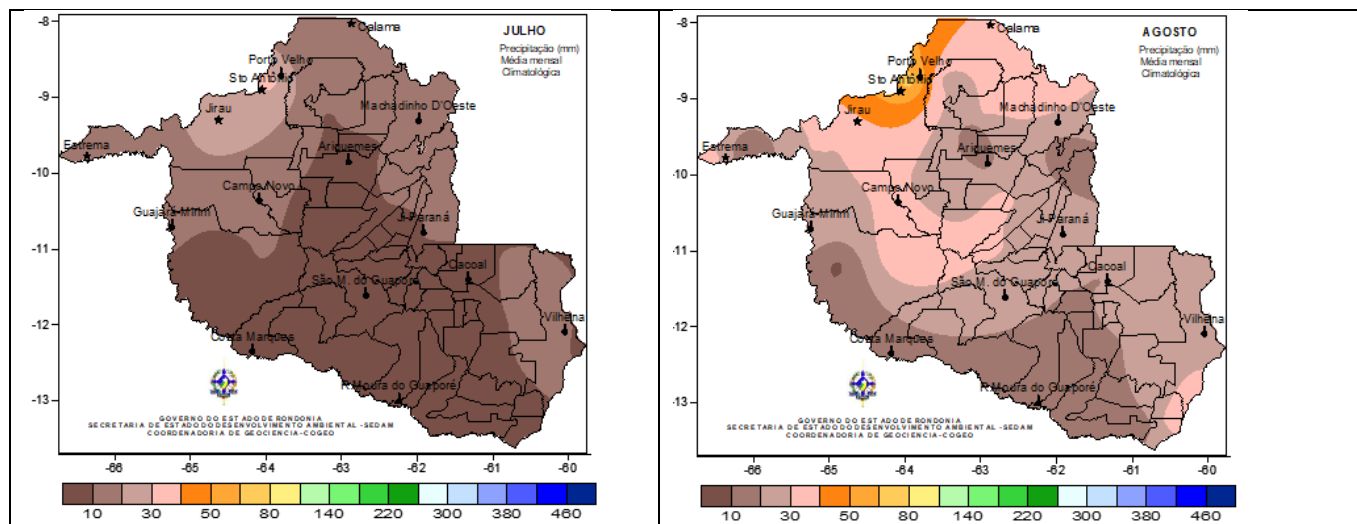 JULHO
Precipitação (mm)
Média mensal
Climatológica
-8
-9
-10
-11
-12
-13
Calama
Porto Velho
Sto Antônio
Jirau
Machadinho D'Oeste
Estrema
Ariquemes
Campo Novo
Guajará-Mirim
Ji-Paraná
Cacoal
São M. do Guaporé
Vilhena
Costa Marques
R.Moura do Guaporé
GOVERNO DO ESTADO DE RONDONIA
SECRETARIA DE ESTADO DO DESENVOLVIMENTO AMBIENTAL -SEDAM
COORDENADORIA DE GEOCIENCIA-COGEO
-66 -65 -64 -63 -62 -61 -60
10 30 50 80 140 220 300 380 460
AGOSTO
Precipitação (mm)
Média mensal
Climatológica
-8
-9
-10
-11
-12
-13
Calama
Porto Velho
Sto Antônio
Jirau
Machadinho D'Oeste
Estrema
Ariquemes
Campo Novo
Guajará-Mirim
Ji-Paraná
Cacoal
São M. do Guaporé
Vilhena
Costa Marques
R.Moura do Guaporé
GOVERNO DO ESTADO DE RONDONIA
SECRETARIA DE ESTADO DO DESENVOLVIMENTO AMBIENTAL -SEDAM
COORDENADORIA DE GEOCIENCIA-COGEO
-66 -65 -64 -63 -62 -61 -60
10 30 50 80 140 220 300 380 460